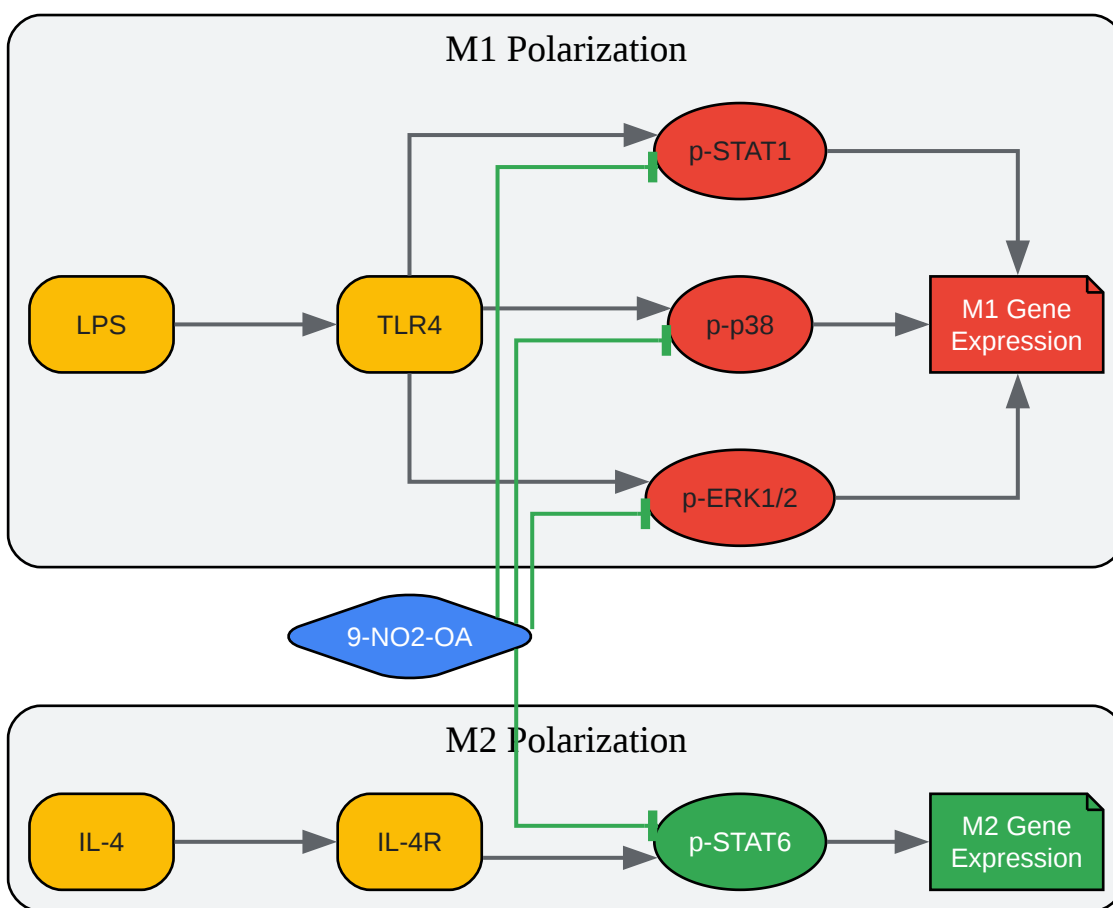 M1 Polarization
p-STAT1
LPS
TLR4
p-p38
M1 Gene
Expression
p-ERK1/2
9-NO2-OA
M2 Polarization
IL-4
IL-4R
p-STAT6
M2 Gene
Expression